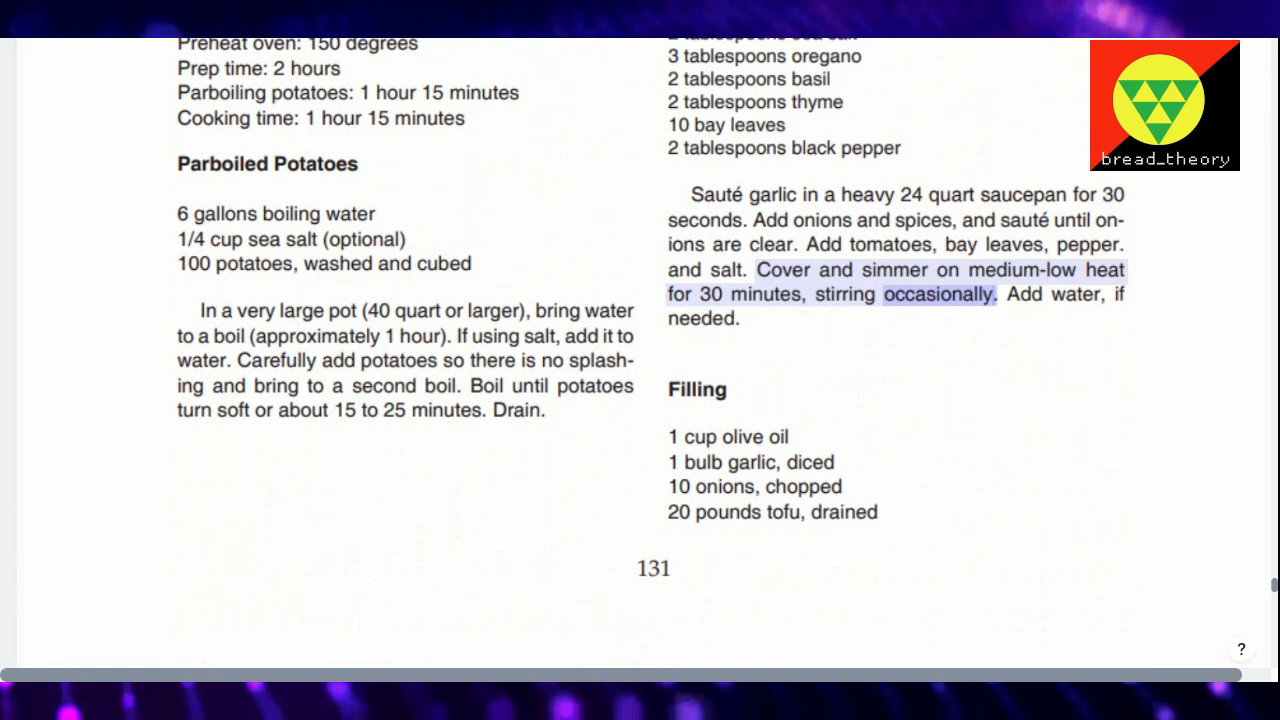 Preheat oven: 150 degrees
Prep time: 2 hours
Parboiling potatoes: 1 hour 15 minutes
Cooking time: 1 hour 15 minutes
Parboiled Potatoes
6 gallons boiling water
1/4 cup sea salt (optional)
100 potatoes, washed and cubed
In a very large pot (40 quart or larger), bring water
to a boil (approximately 1 hour). If using salt, add it to
water. Carefully add potatoes so there is no splash-
ing and bring to a second boil. Boil until potatoes
turn soft or about 15 to 25 minutes. Drain.
2 tablespoons sea salt
3 tablespoons oregano
2 tablespoons basil
2 tablespoons thyme
10 bay leaves
2 tablespoons black pepper
Sauté garlic in a heavy 24 quart saucepan for 30
seconds. Add onions and spices, and sauté until on-
ions are clear. Add tomatoes, bay leaves, pepper.
and salt. Cover and simmer on medium-low heat
for 30 minutes, stirring occasionally. Add water, if
needed.
Filling
1 cup olive oil
1 bulb garlic, diced
10 onions, chopped
20 pounds tofu, drained
131
bread_theory
?